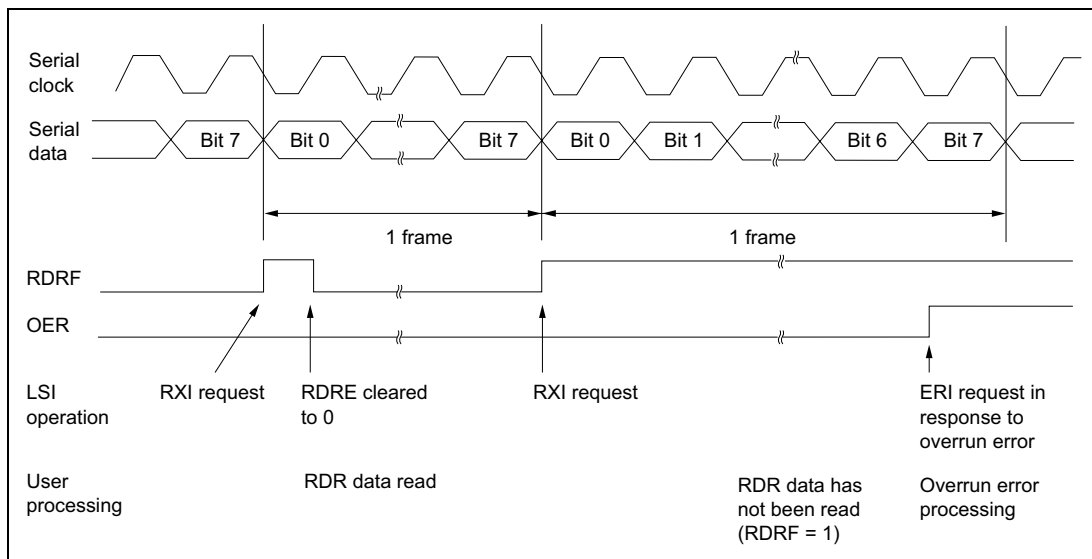 Serial
clock
Serial
data
Bit 7
Bit 0
Bit 7
Bit 0
Bit 1
Bit 6
Bit 7
1 frame
1 frame
RDRF
OER
LSI
operation
RXI request
RDRE cleared
to 0
RXI request
ERI request in
response to
overrun error
User
processing
RDR data read
RDR data has
not been read
(RDRF = 1)
Overrun error
processing